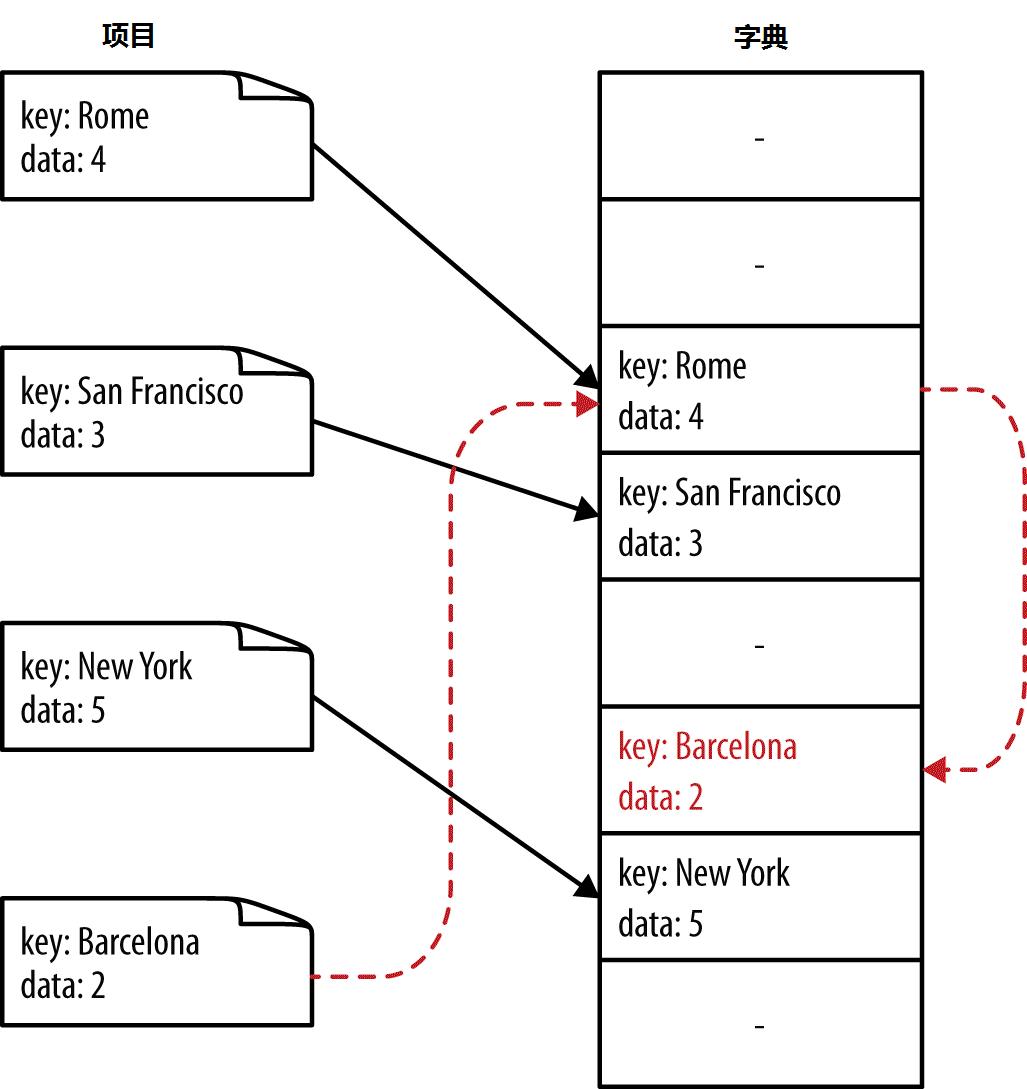 项目
key: Rome
data: 4
key: San Francisco
data: 3
key: New York
data: 5
key: Barcelona
data: 2
字典
-
-
key: Rome
data: 4
key: San Francisco
data: 3
-
key: Barcelona
data: 2
key: New York
data: 5
-